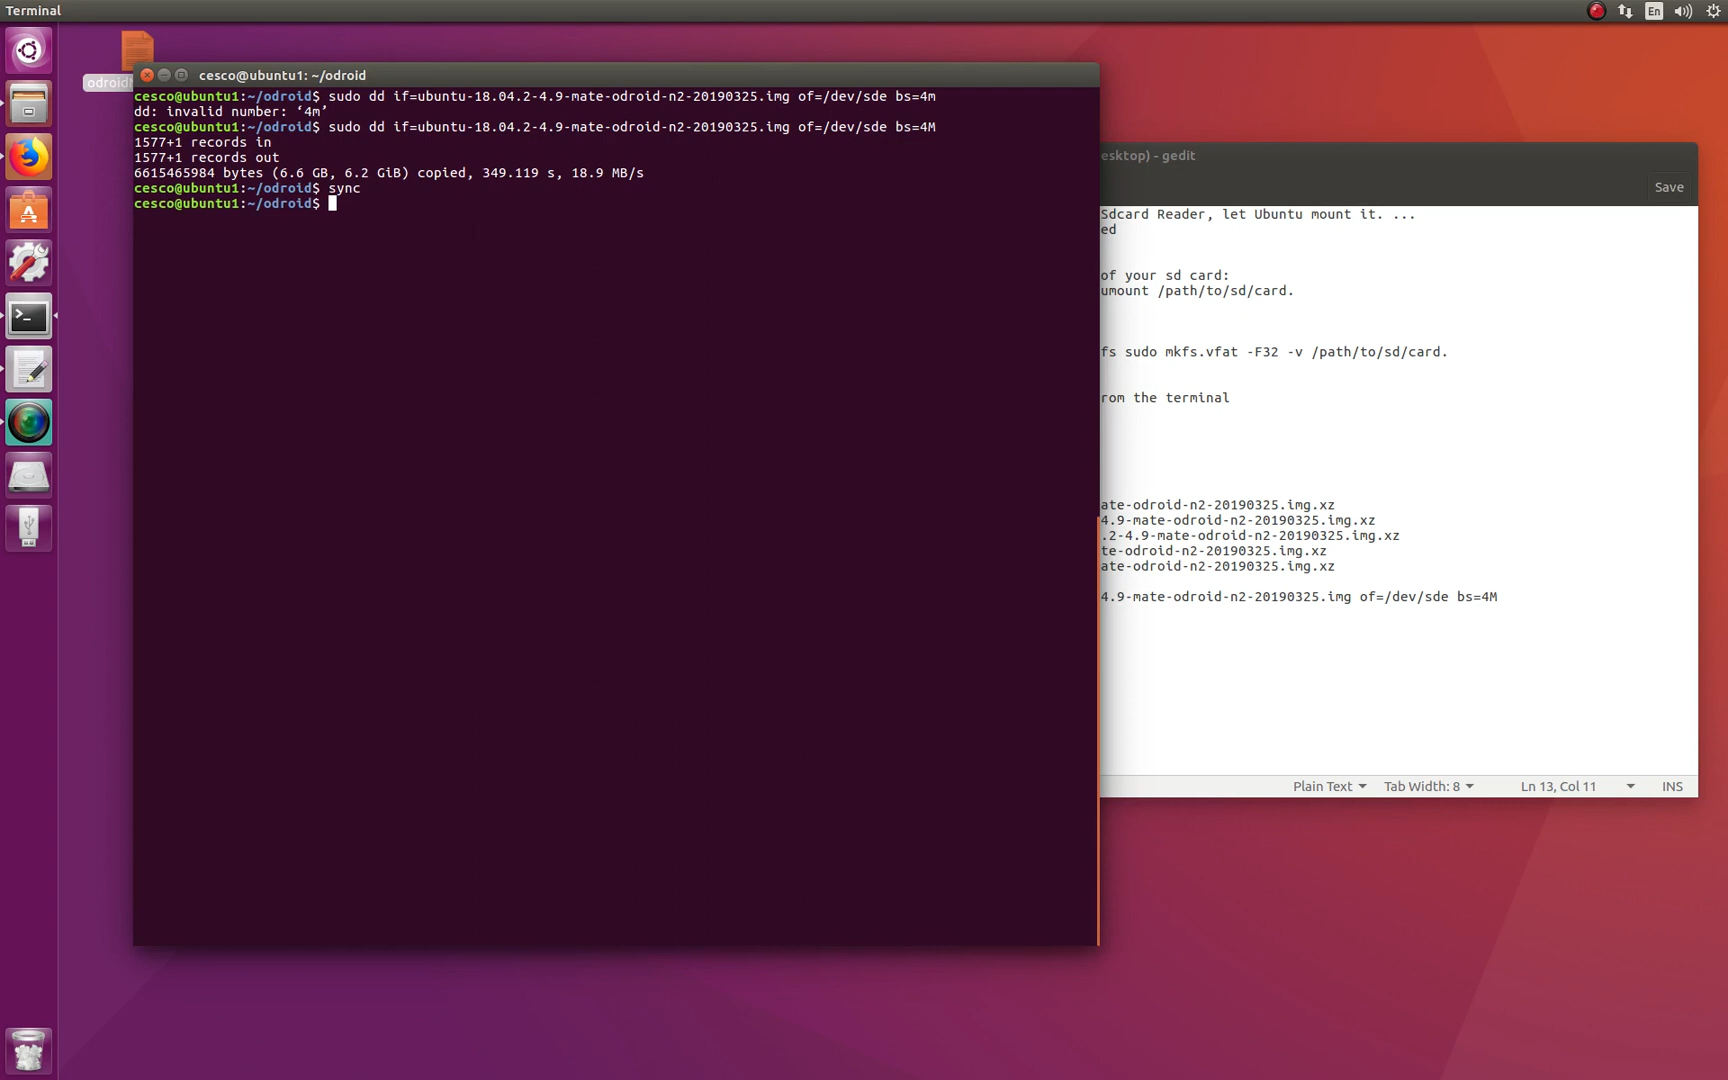 Terminal
En
odroid
cesco@ubuntu1: ~/odroid
cesco@ubuntu1:~/odroid$ sudo dd if=ubuntu-18.04.2-4.9-mate-odroid-n2-20190325.img of=/dev/sde bs=4m
dd: invalid number: ‘4m’
cesco@ubuntu1:~/odroid$ sudo dd if=ubuntu-18.04.2-4.9-mate-odroid-n2-20190325.img of=/dev/sde bs=4M
1577+1 records in
1577+1 records out
6615465984 bytes (6.6 GB, 6.2 GiB) copied, 349.119 s, 18.9 MB/s
cesco@ubuntu1:~/odroid$ sync
cesco@ubuntu1:~/odroid$
esktop) - gedit
Save
Sdcard Reader, let Ubuntu mount it. ...
ed
of your sd card:
umount /path/to/sd/card.
fs sudo mkfs.vfat -F32 -v /path/to/sd/card.
rom the terminal
ate-odroid-n2-20190325.img.xz
4.9-mate-odroid-n2-20190325.img.xz
.2-4.9-mate-odroid-n2-20190325.img.xz
te-odroid-n2-20190325.img.xz
ate-odroid-n2-20190325.img.xz
4.9-mate-odroid-n2-20190325.img of=/dev/sde bs=4M
Plain Text Tab Width: 8 Ln 13, Col 11 INS